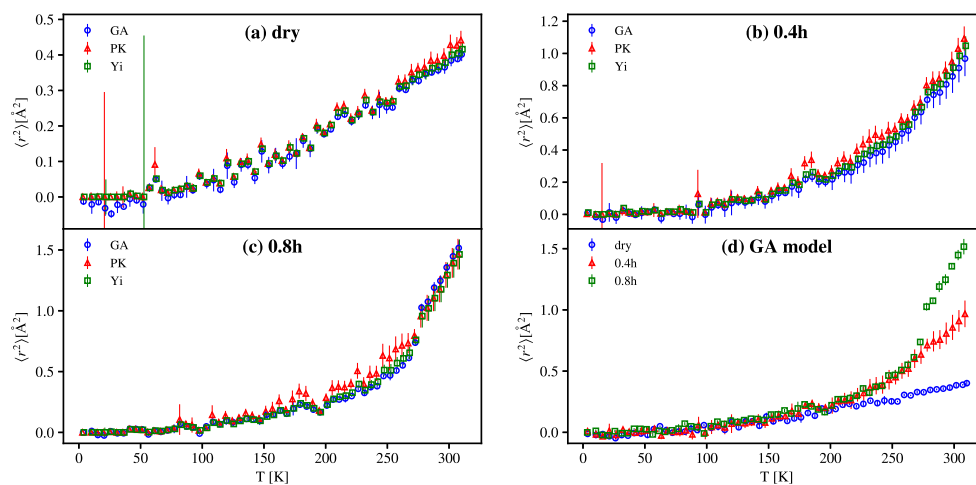 (a) dry
GA
PK
Yi
0.5
0.4
0.3
0.2
0.1
0.0
⟨r²⟩[Å²]
(b) 0.4h
GA
PK
Yi
1.2
1.0
0.8
0.6
0.4
0.2
0.0
⟨r²⟩[Å²]
(c) 0.8h
GA
PK
Yi
1.5
1.0
0.5
0.0
⟨r²⟩[Å²]
0 50 100 150 200 250 300
T [K]
(d) GA model
dry
0.4h
0.8h
1.5
1.0
0.5
0.0
⟨r²⟩[Å²]
0 50 100 150 200 250 300
T [K]